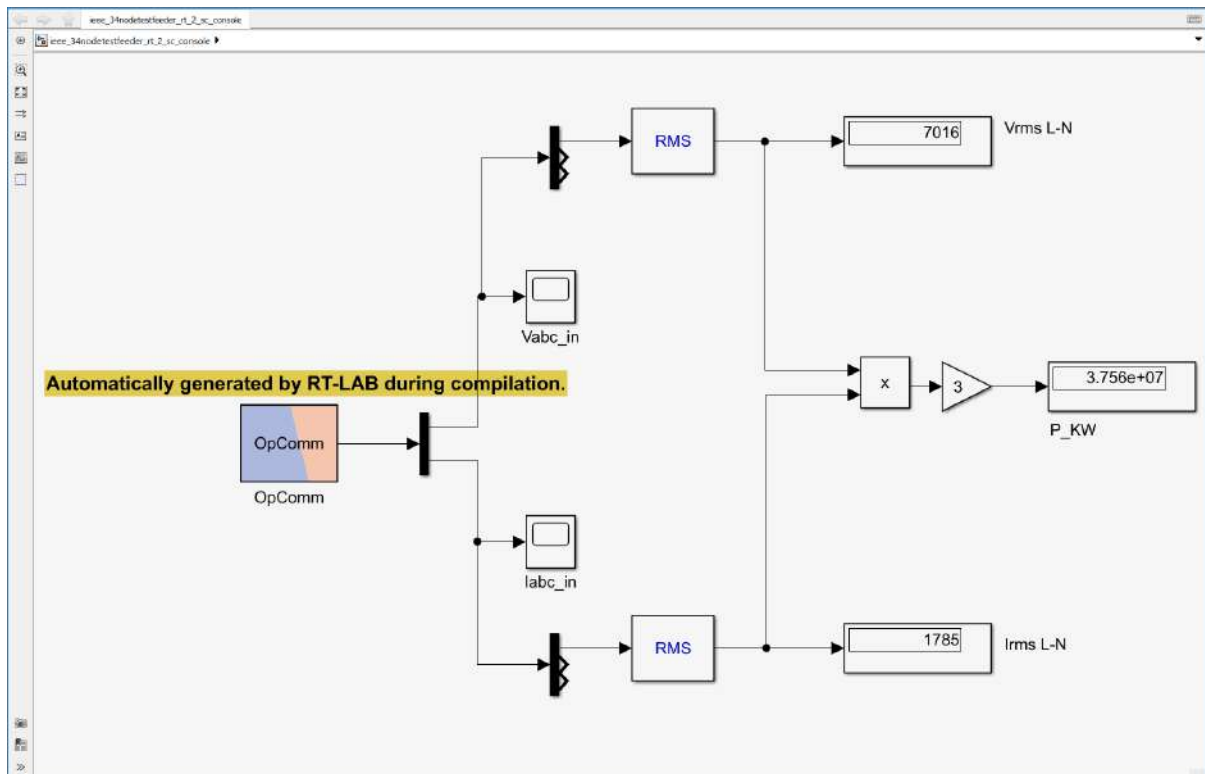 ieee_34nodetestfeeder_rt_2_sc_console
ieee_34nodetestfeeder_rt_2_sc_console
RMS
7016
Vrms L-N
Vabc_in
Automatically generated by RT-LAB during compilation.
x
3
3.756e+07
P_KW
OpComm
OpComm
Iabc_in
RMS
1785
Irms L-N